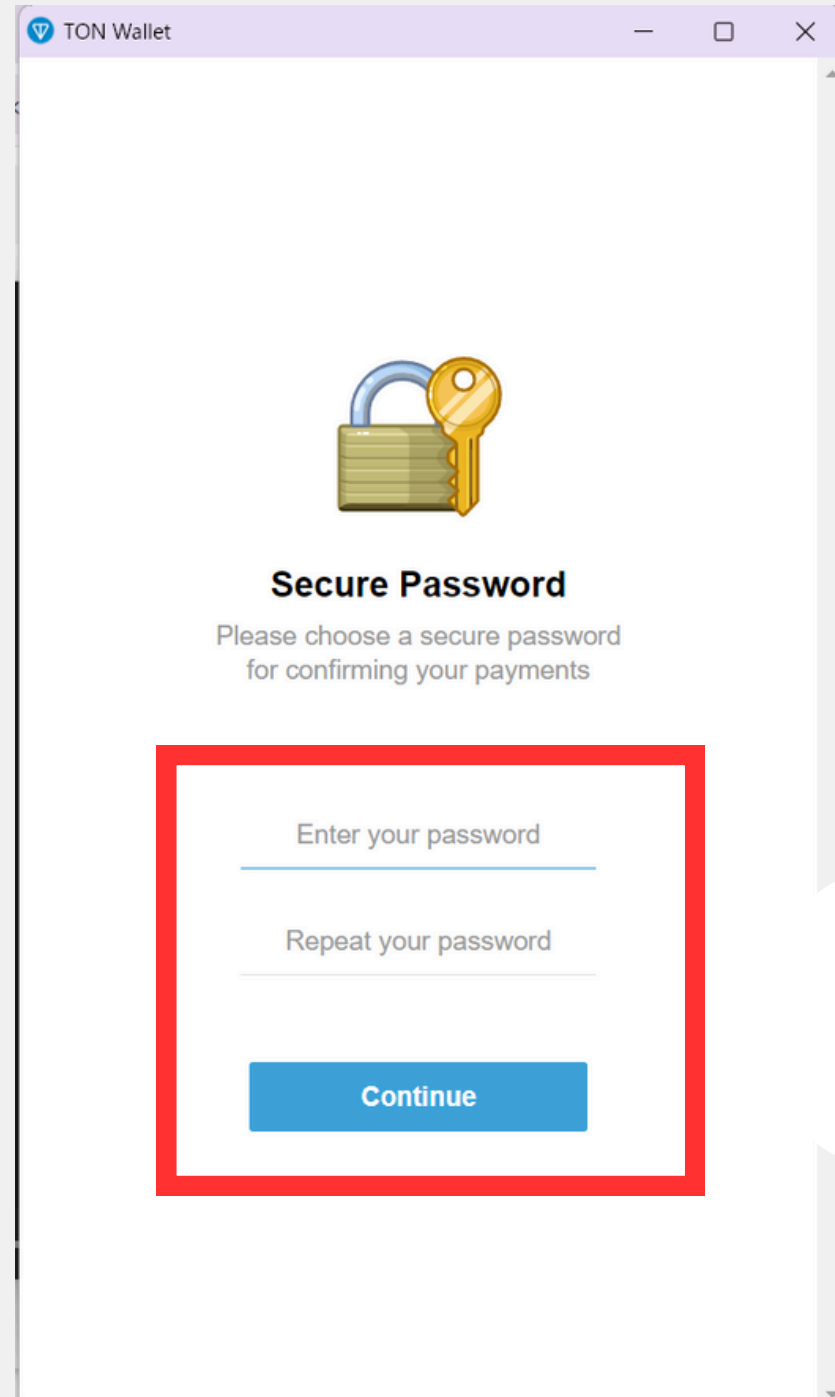 TON Wallet
Secure Password
Please choose a secure password
for confirming your payments
Enter your password
Repeat your password
Continue